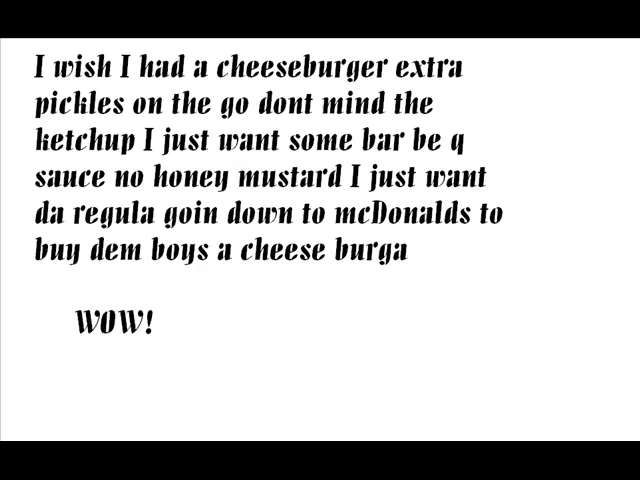 I wish I had a cheeseburger extra
pickles on the go dont mind the
ketchup I just want some bar be q
sauce no honey mustard I just want
da regula goin down to mcDonalds to
buy dem boys a cheese burga
WOW!